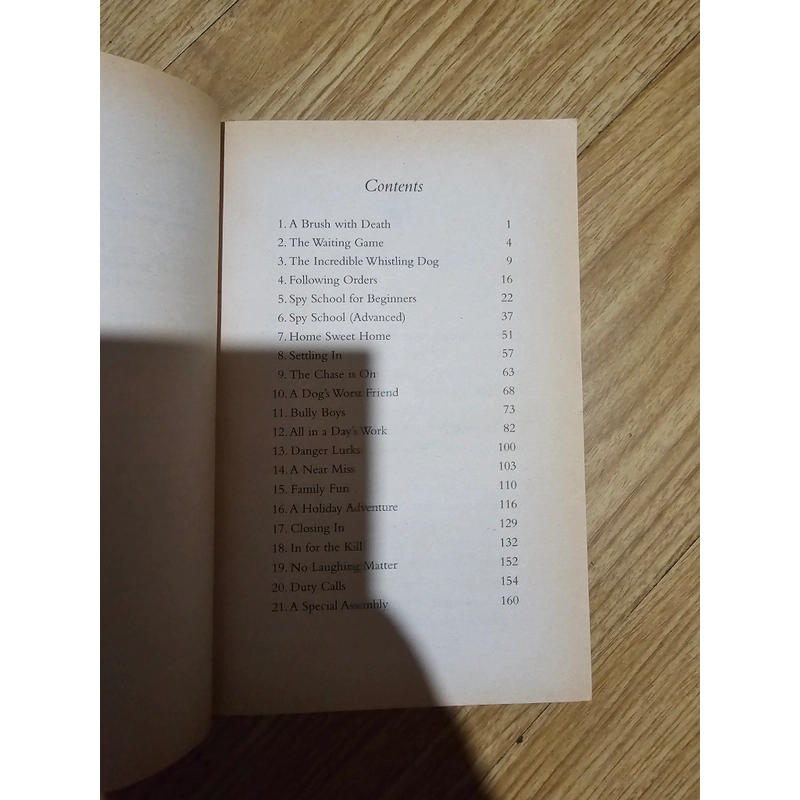 Contents
1. A Brush with Death 1
2. The Waiting Game 4
3. The Incredible Whistling Dog 9
4. Following Orders 16
5. Spy School for Beginners 22
6. Spy School (Advanced) 37
7. Home Sweet Home 51
8. Settling In 57
9. The Chase is On 63
10. A Dog's Worst Friend 68
11. Bully Boys 73
12. All in a Day's Work 82
13. Danger Lurks 100
14. A Near Miss 103
15. Family Fun 110
16. A Holiday Adventure 116
17. Closing In 129
18. In for the Kill 132
19. No Laughing Matter 152
20. Duty Calls 154
21. A Special Assembly 160